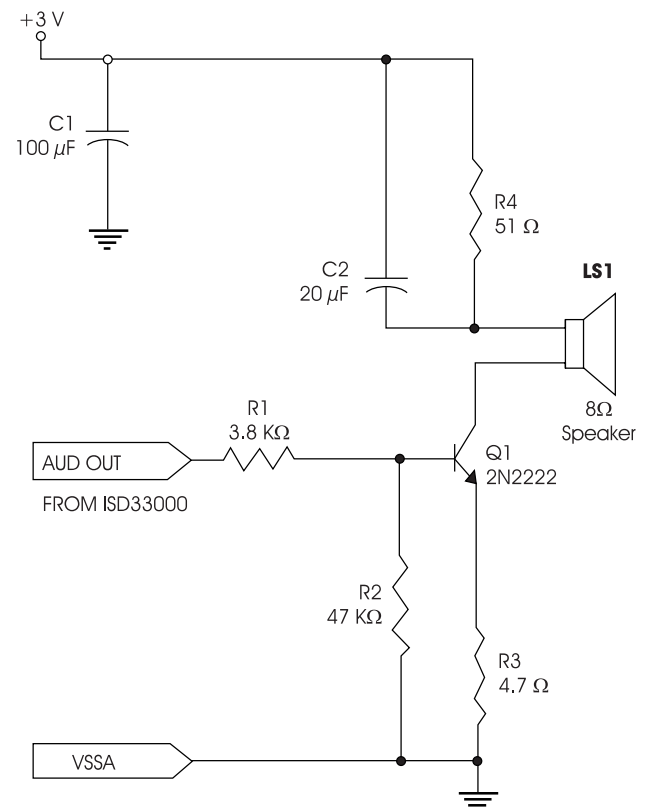 +3 V
C1
100 µF
R4
51 Ω
C2
20 µF
LS1
8Ω
Speaker
R1
3.8 KΩ
AUD OUT
FROM ISD33000
Q1
2N2222
R2
47 KΩ
R3
4.7 Ω
VSSA